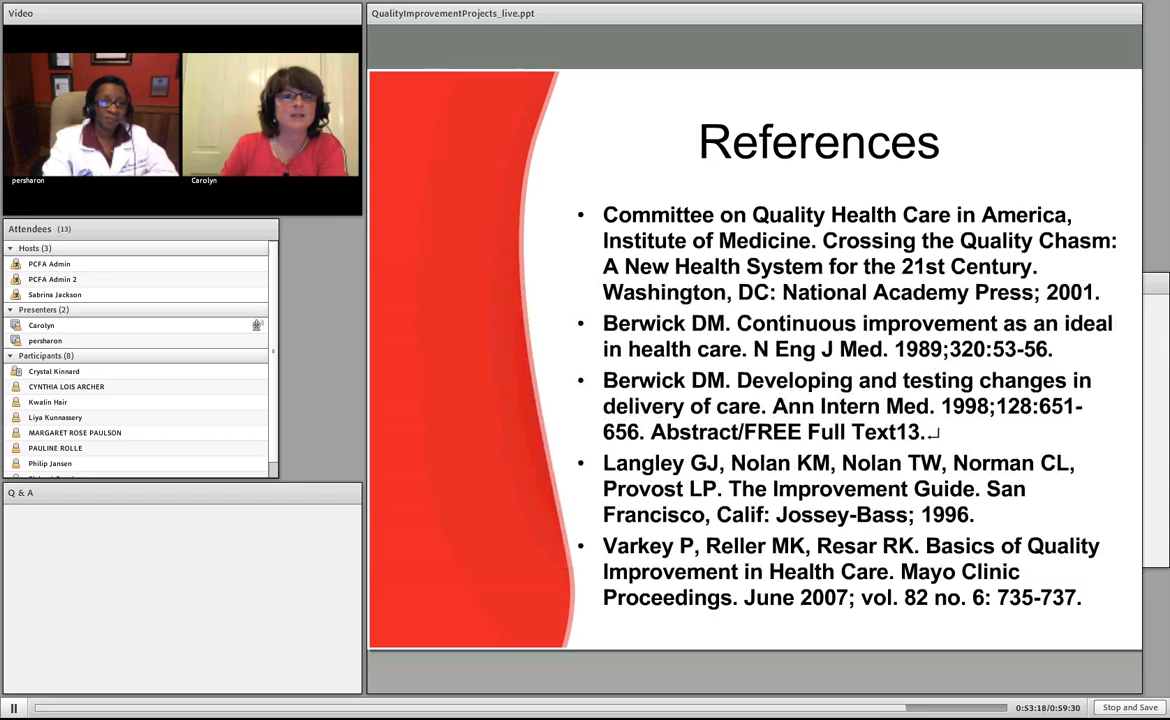 Video
persharon
Carolyn
Attendees (13)
Hosts (3)
PCFA Admin
PCFA Admin 2
Sabrina Jackson
Presenters (2)
Carolyn
persharon
Participants (8)
Crystal Kinnard
CYNTHIA LOIS ARCHER
Kwalin Hair
Liya Kunnassery
MARGARET ROSE PAULSON
PAULINE ROLLE
Philip Jansen
Q & A
QualityImprovementProjects_live.ppt
References
• Committee on Quality Health Care in America,
Institute of Medicine. Crossing the Quality Chasm:
A New Health System for the 21st Century.
Washington, DC: National Academy Press; 2001.
• Berwick DM. Continuous improvement as an ideal
in health care. N Eng J Med. 1989;320:53-56.
• Berwick DM. Developing and testing changes in
delivery of care. Ann Intern Med. 1998;128:651-
656. Abstract/FREE Full Text13.↵
• Langley GJ, Nolan KM, Nolan TW, Norman CL,
Provost LP. The Improvement Guide. San
Francisco, Calif: Jossey-Bass; 1996.
• Varkey P, Reller MK, Resar RK. Basics of Quality
Improvement in Health Care. Mayo Clinic
Proceedings. June 2007; vol. 82 no. 6: 735-737.
0:53:18/0:59:30
Stop and Save